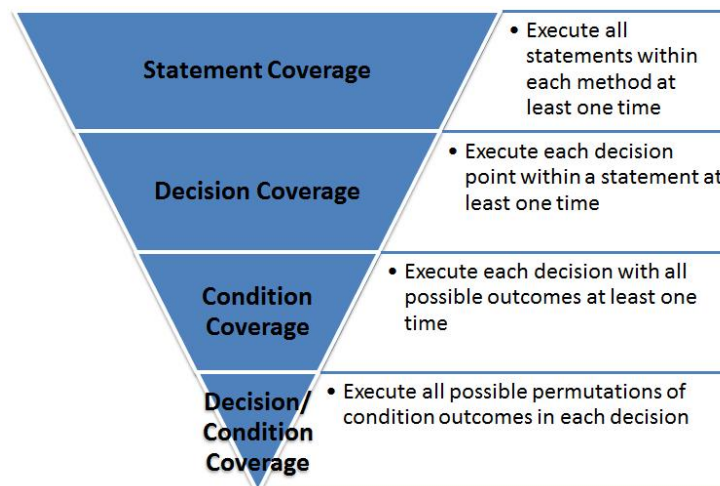 Statement Coverage
• Execute all
statements within
each method at
least one time
Decision Coverage
• Execute each decision
point within a statement at
least one time
Condition
Coverage
• Execute each decision with all
possible outcomes at least one
time
Decision/
Condition
Coverage
• Execute all possible permutations of
condition outcomes in each decision